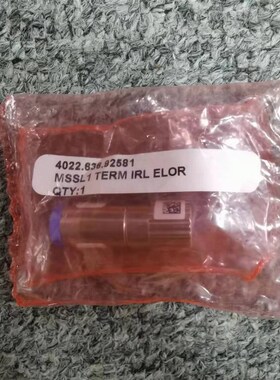 4022.636.92581
MSSL1 TERM IRL ELOR
QTY:1